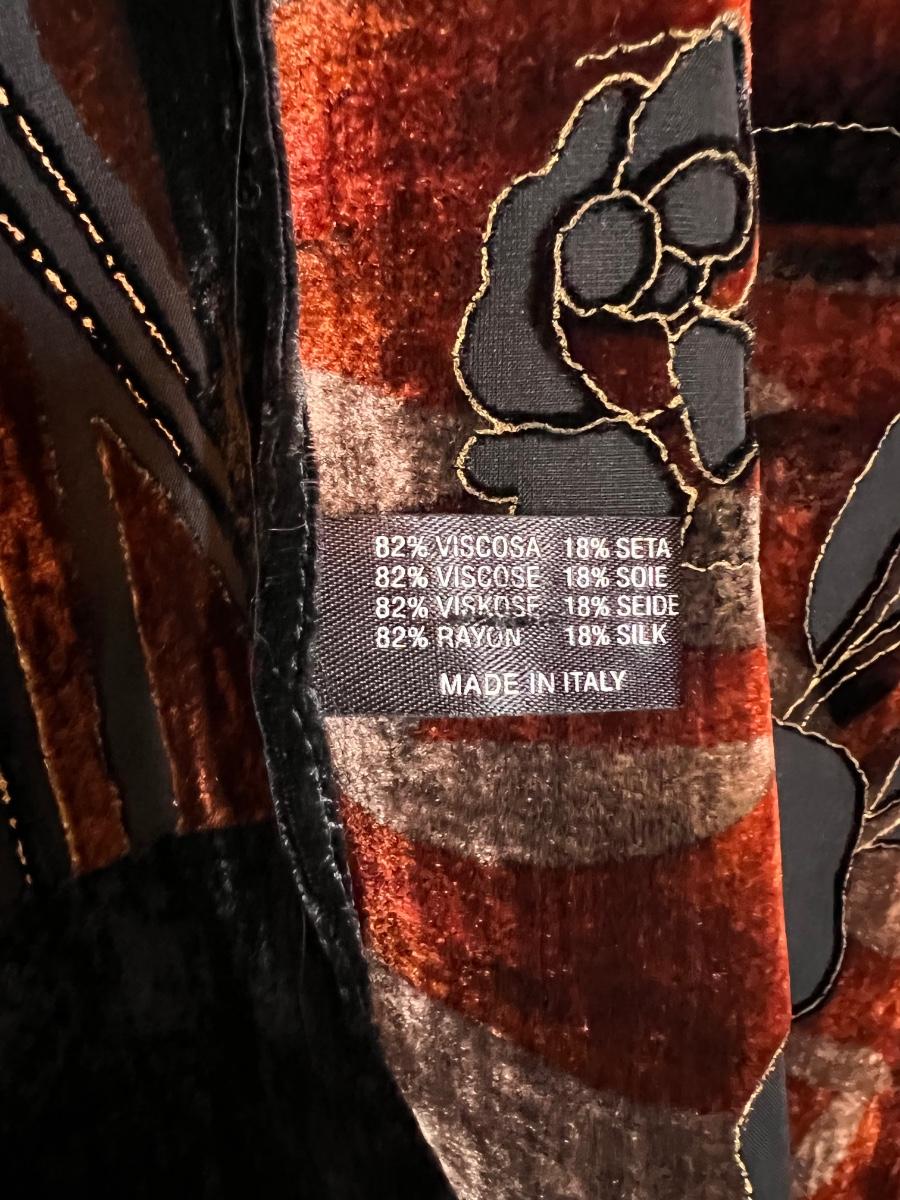 82% VISCOSA 18% SETA
82% VISCOSE 18% SOIE
82% VISKOSE 18% SEIDE
82% RAYON 18% SILK
MADE IN ITALY